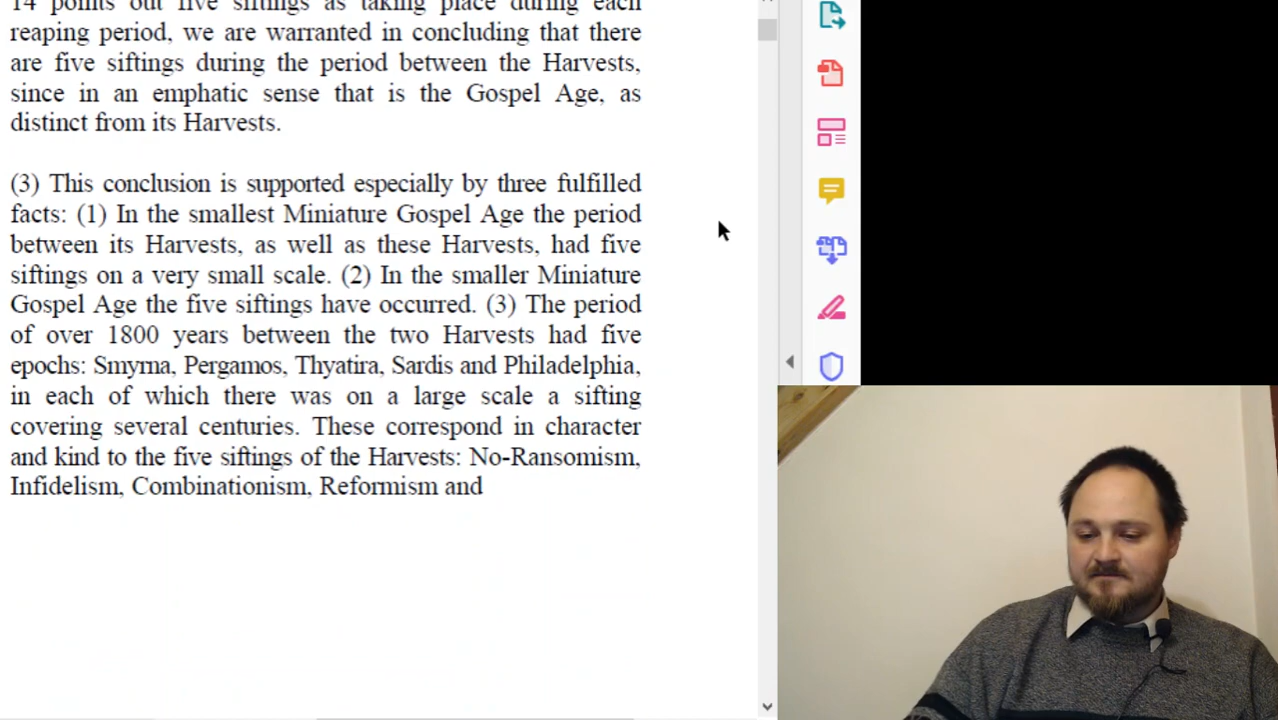 14 points out five siftings as taking place during each
reaping period, we are warranted in concluding that there
are five siftings during the period between the Harvests,
since in an emphatic sense that is the Gospel Age, as
distinct from its Harvests.
(3) This conclusion is supported especially by three fulfilled
facts: (1) In the smallest Miniature Gospel Age the period
between its Harvests, as well as these Harvests, had five
siftings on a very small scale. (2) In the smaller Miniature
Gospel Age the five siftings have occurred. (3) The period
of over 1800 years between the two Harvests had five
epochs: Smyrna, Pergamos, Thyatira, Sardis and Philadelphia,
in each of which there was on a large scale a sifting
covering several centuries. These correspond in character
and kind to the five siftings of the Harvests: No-Ransomism,
Infidelism, Combinationism, Reformism and